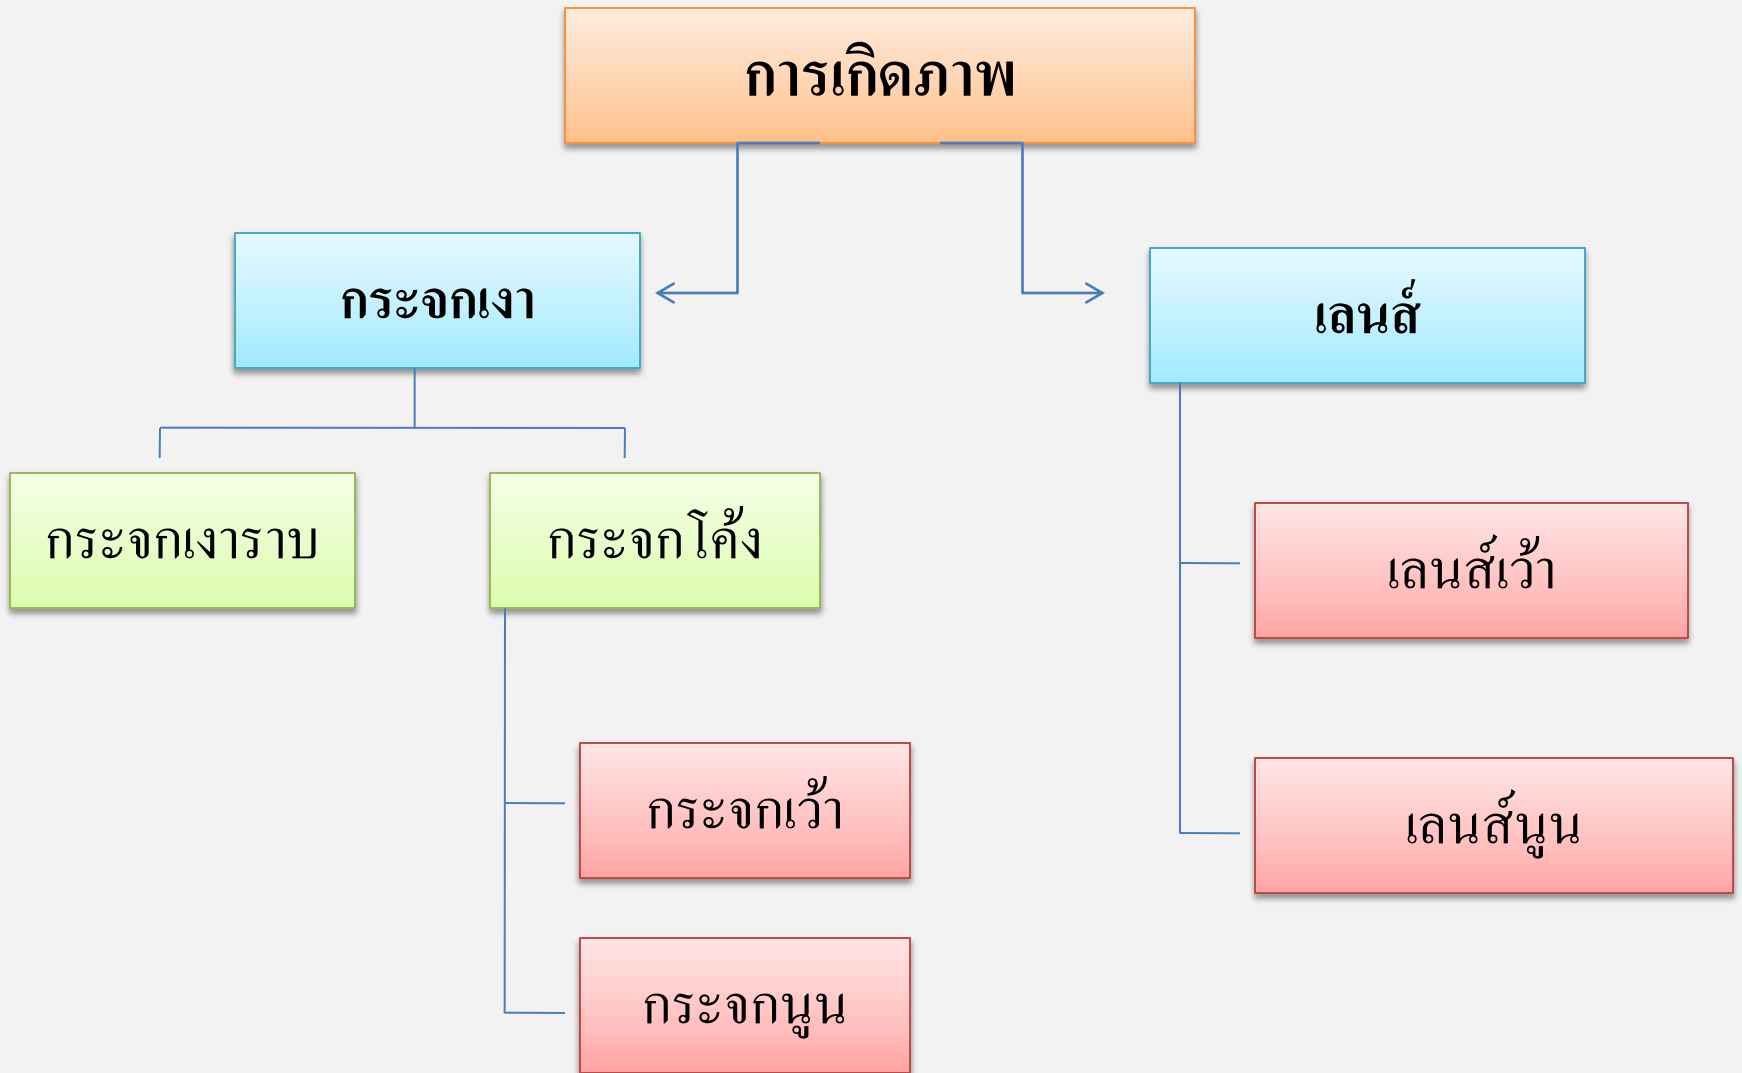 การเกิดภาพ
กระจกเงา
เลนส์
กระจกเงาราบ
กระจกโค้ง
เลนส์เว้า
กระจกเว้า
เลนส์นูน
กระจกนูน